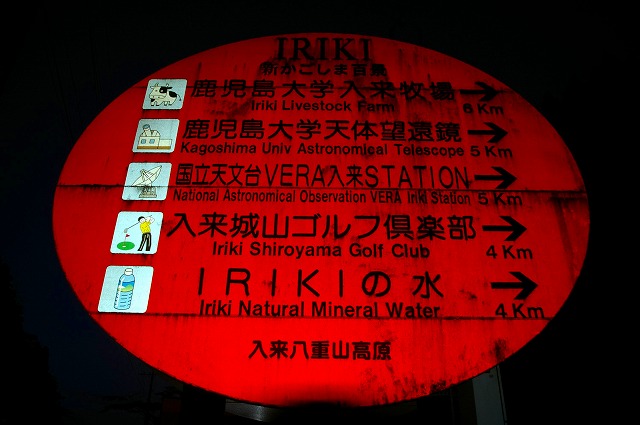 IRIKI
新かごしま百景
鹿児島大学入来牧場
Iriki Livestock Farm 6 Km
鹿児島大学天体望遠鏡
Kagoshima Univ Astronomical Telescope 5 Km
国立天文台VERA入来STATION
National Astronomical Observation VERA Iriki Station 5 Km
入来城山ゴルフ倶楽部
Iriki Shiroyama Golf Club 4 Km
IRIKIの水
Iriki Natural Mineral Water 4 Km
入来八重山高原